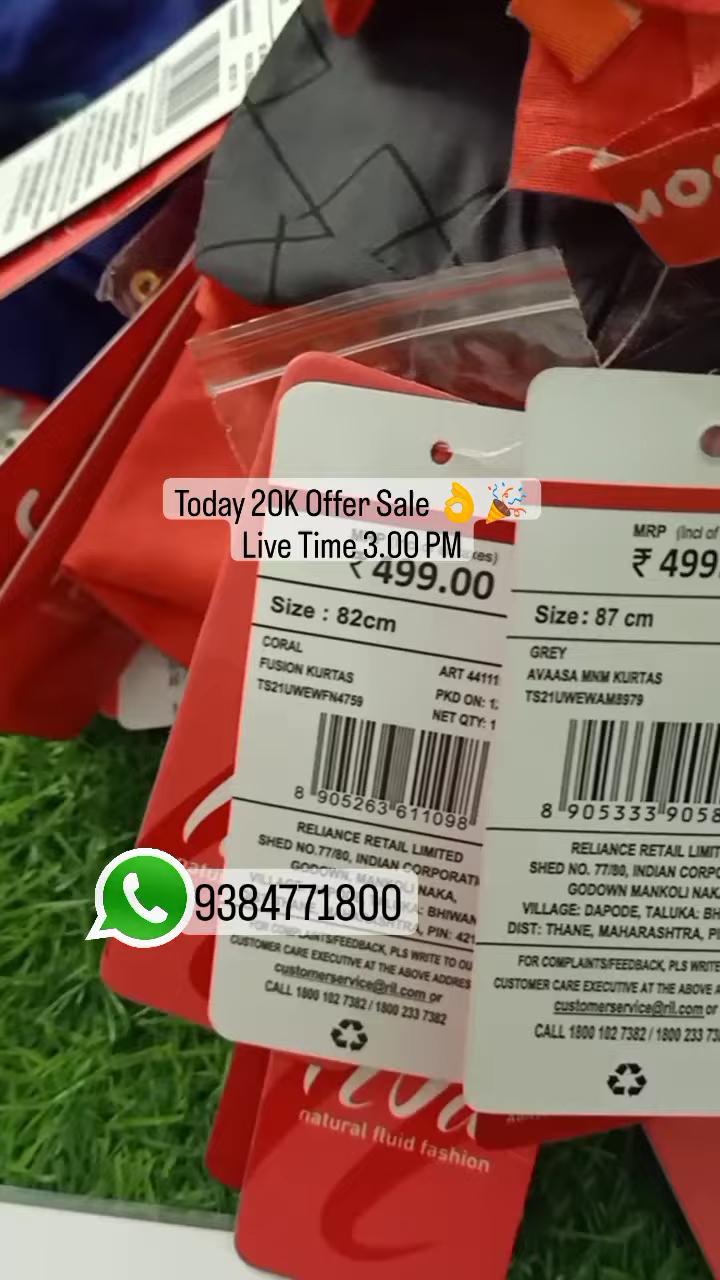 MOO
Today 20K Offer Sale 👌 🎉
Live Time 3.00 PM
xes)
₹ 499.00
Size : 82cm
CORAL
FUSION KURTAS
ART 44111
TS21UWEWFN4759
PKD ON: 1
NET QTY: 1
8 905263 611098
RELIANCE RETAIL LIMITED
SHED NO.77/80, INDIAN CORPORATI
GODOWN, MANKOLI NAKA,
BHIWAN
PIN: 421
FOR COMPLAINTS/FEEDBACK, PLS WRITE TO OU
CUSTOMER CARE EXECUTIVE AT THE ABOVE ADDRES
customerservice@ril.com or
CALL 1800 102 7382 / 1800 233 7382
MRP (Incl of
₹ 499.
Size: 87 cm
GREY
AVAASA MNM KURTAS
TS21UWEWAM8979
8 905333 9058
RELIANCE RETAIL LIMIT
SHED NO. 77/80, INDIAN CORPO
GODOWN MANKOLI NAK
VILLAGE: DAPODE, TALUKA: BH
DIST: THANE, MAHARASHTRA, PI
FOR COMPLAINTS/FEEDBACK, PLS WRITE
CUSTOMER CARE EXECUTIVE AT THE ABOVE A
customerservice@ril.com or
CALL 1800 102 7382 / 1800 233 73
9384771800
natural fluid fashion